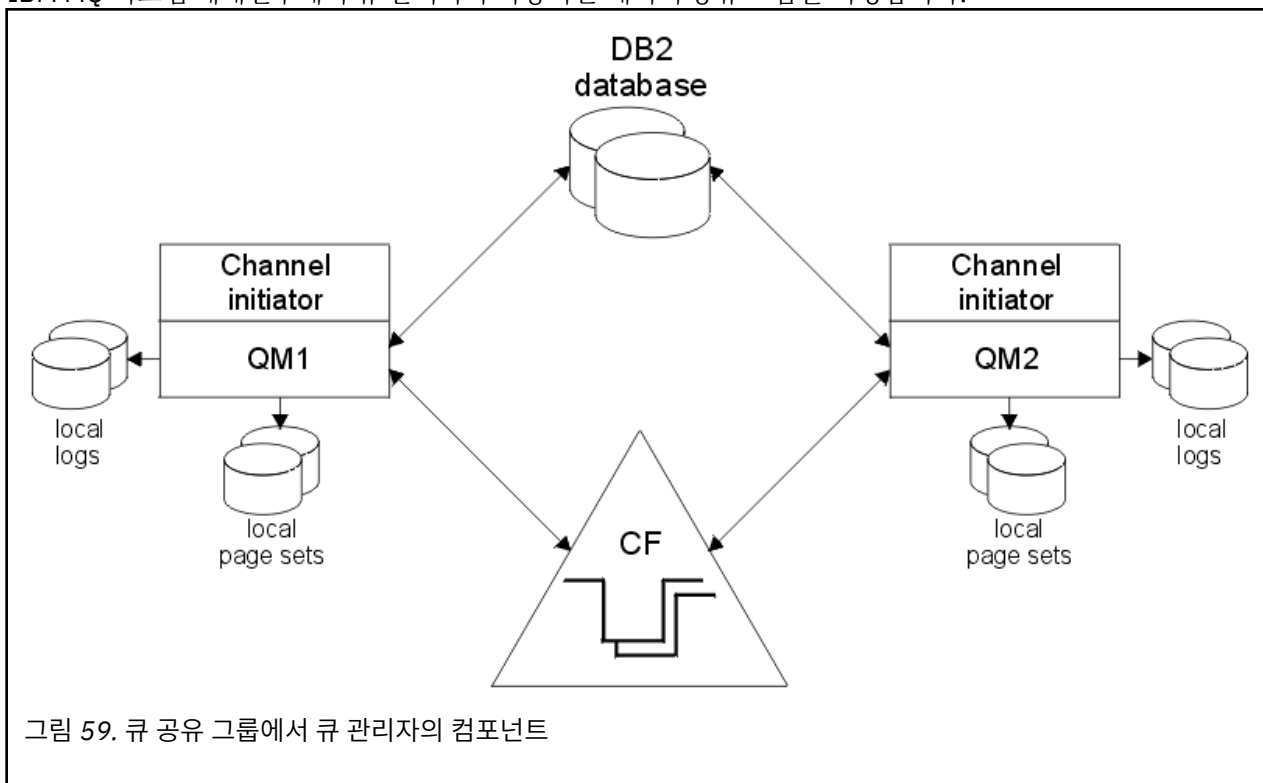 DB2
database
Channel
initiator
QM1
local
logs
local
page sets
Channel
initiator
QM2
local
logs
local
page sets
CF
그림 59. 큐 공유 그룹에서 큐 관리자의 컴포넌트